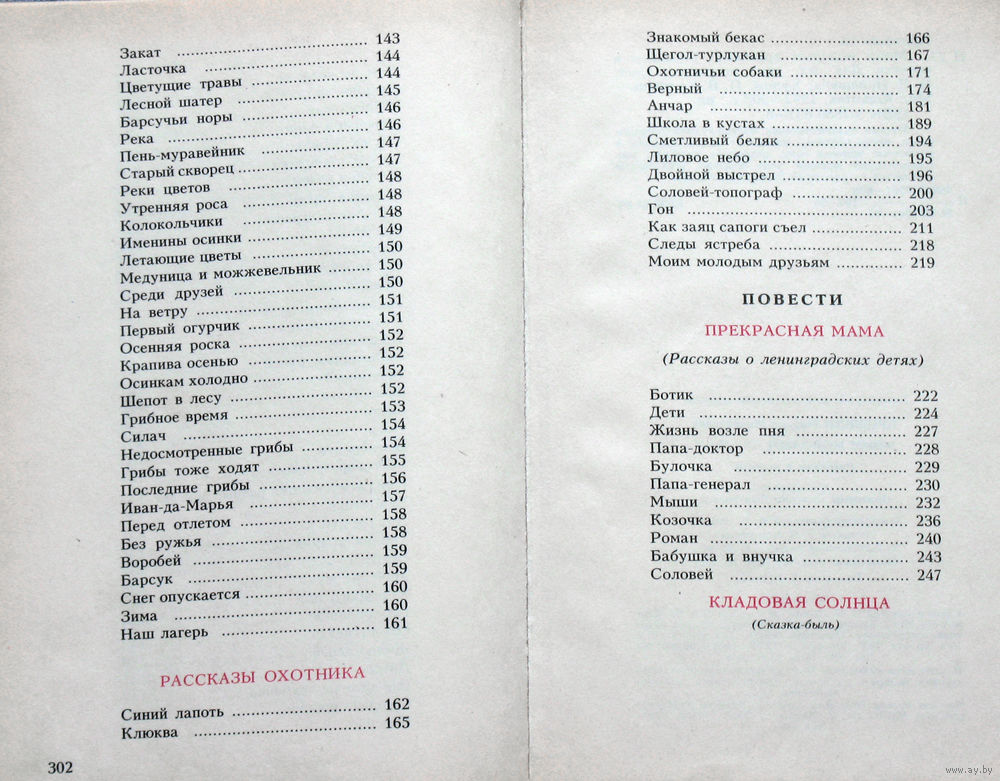 Закат ........ 143
Ласточка ........ 144
Цветущие травы ........ 144
Лесной шатер ........ 145
Барсучьи норы ........ 146
Река ........ 146
Пень-муравейник ........ 147
Старый скворец ........ 147
Реки цветов ........ 148
Утренняя роса ........ 148
Колокольчики ........ 148
Именины осинки ........ 149
Летающие цветы ........ 150
Медуница и можжевельник ........ 150
Среди друзей ........ 150
На ветру ........ 151
Первый огурчик ........ 151
Осенняя роска ........ 152
Крапива осенью ........ 152
Осинкам холодно ........ 152
Шепот в лесу ........ 152
Грибное время ........ 153
Силач ........ 154
Недосмотренные грибы ........ 154
Грибы тоже ходят ........ 155
Последние грибы ........ 156
Иван-да-Марья ........ 157
Перед отлетом ........ 158
Без ружья ........ 158
Воробей ........ 159
Барсук ........ 159
Снег опускается ........ 160
Зима ........ 160
Наш лагерь ........ 161
РАССКАЗЫ ОХОТНИКА
Синий лапоть ........ 162
Клюква ........ 165
302
Знакомый бекас ........ 166
Щегол-турлукан ........ 167
Охотничьи собаки ........ 171
Верный ........ 174
Анчар ........ 181
Школа в кустах ........ 189
Сметливый беляк ........ 194
Лиловое небо ........ 195
Двойной выстрел ........ 196
Соловей-топограф ........ 200
Гон ........ 203
Как заяц сапоги съел ........ 211
Следы ястреба ........ 218
Моим молодым друзьям ........ 219
ПОВЕСТИ
ПРЕКРАСНАЯ МАМА
(Рассказы о ленинградских детях)
Ботик ........ 222
Дети ........ 224
Жизнь возле пня ........ 227
Папа-доктор ........ 228
Булочка ........ 229
Папа-генерал ........ 230
Мыши ........ 232
Козочка ........ 236
Роман ........ 240
Бабушка и внучка ........ 243
Соловей ........ 247
КЛАДОВАЯ СОЛНЦА
(Сказка-быль)
www.ay.by